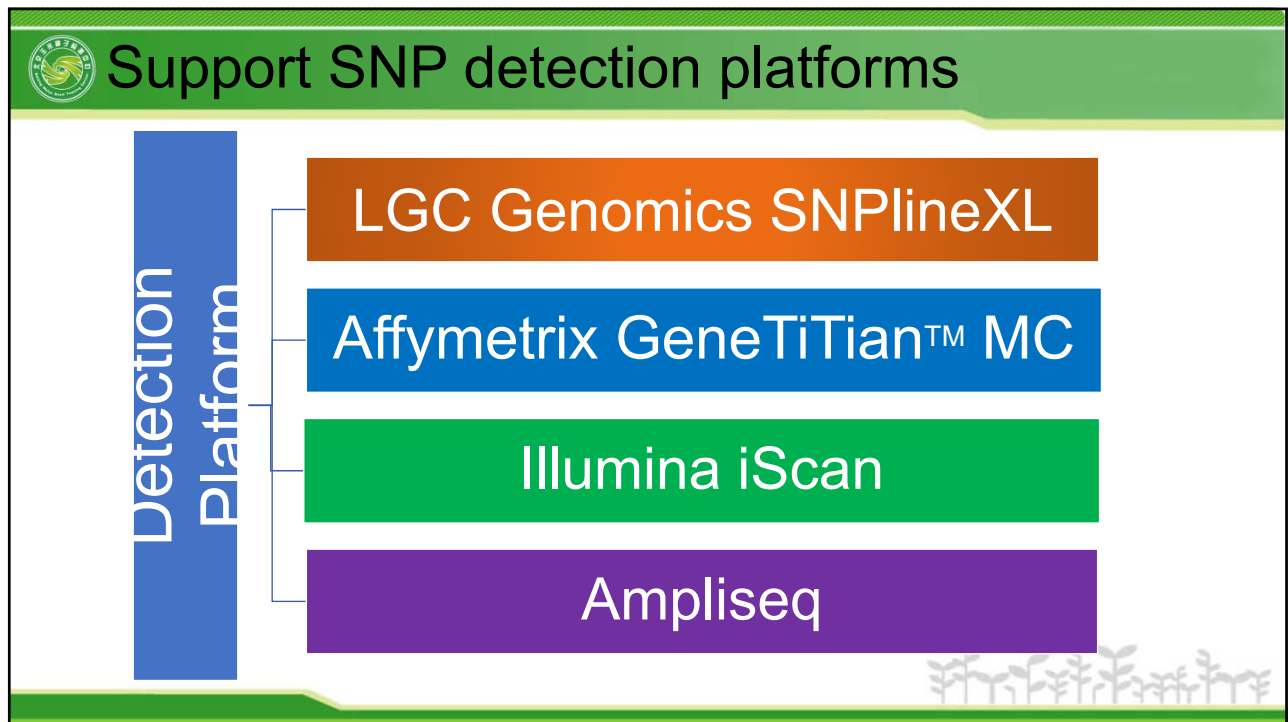 Support SNP detection platforms
Detection
Platform
LGC Genomics SNPlineXL
Affymetrix GeneTiTian™ MC
Illumina iScan
Ampliseq